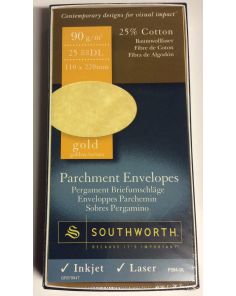 Contemporary designs for visual impact
90 g/m²
25% Cotton
Baumwollfaser
Fibre de Coton
Fibra de Algodón
25 DL
110 x 220mm
gold
Parchment Envelopes
Pergament Briefumschläge
Enveloppes Parchemin
Sobres Pergamino
S SOUTHWORTH
BECAUSE IT'S IMPORTANT
✓ Inkjet ✓ Laser